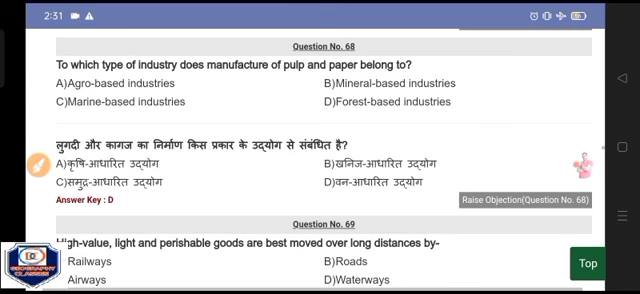 2:31
Question No. 68
To which type of industry does manufacture of pulp and paper belong to?
A)Agro-based industries B)Mineral-based industries
C)Marine-based industries D)Forest-based industries
लुगदी और कागज का निर्माण किस प्रकार के उद्योग से संबंधित है?
A)कृषि-आधारित उद्योग B)खनिज-आधारित उद्योग
C)समुद्र-आधारित उद्योग D)वन-आधारित उद्योग
Answer Key : D Raise Objection(Question No. 68)
Question No. 69
High-value, light and perishable goods are best moved over long distances by-
Railways B)Roads
Airways D)Waterways
GEOGRAPHY
CLASSES
Top